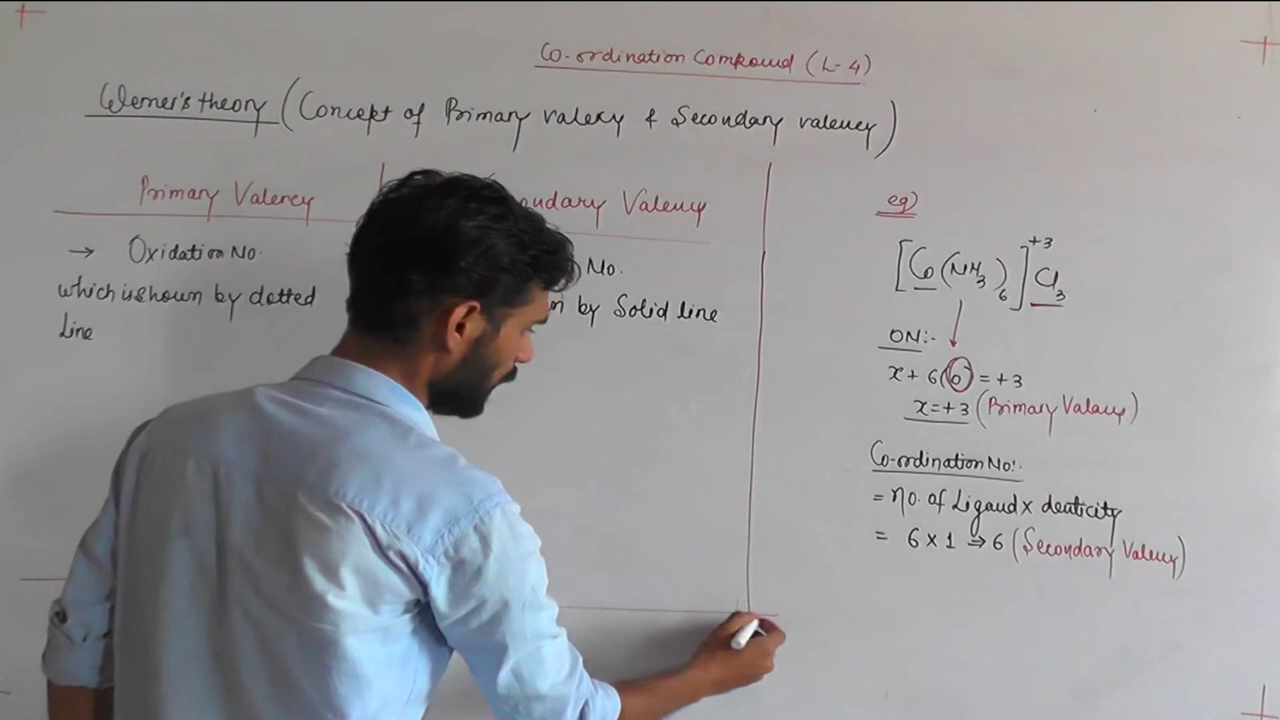 Co-ordination Compound (L-4)
Werner's theory (Concept of Primary valency & Secondary valency)
Primary Valency
→ Oxidation No.
which is shown by dotted
line
ondary Valency
No.
n by Solid line
eg)
[Co(NH3)6]+3 Cl3
ON:-
x + 6(0) = +3
x = +3 (Primary Valency)
Co-ordination No:-
= no. of Ligand x denticity
= 6 × 1 ⇒ 6 (Secondary Valency)